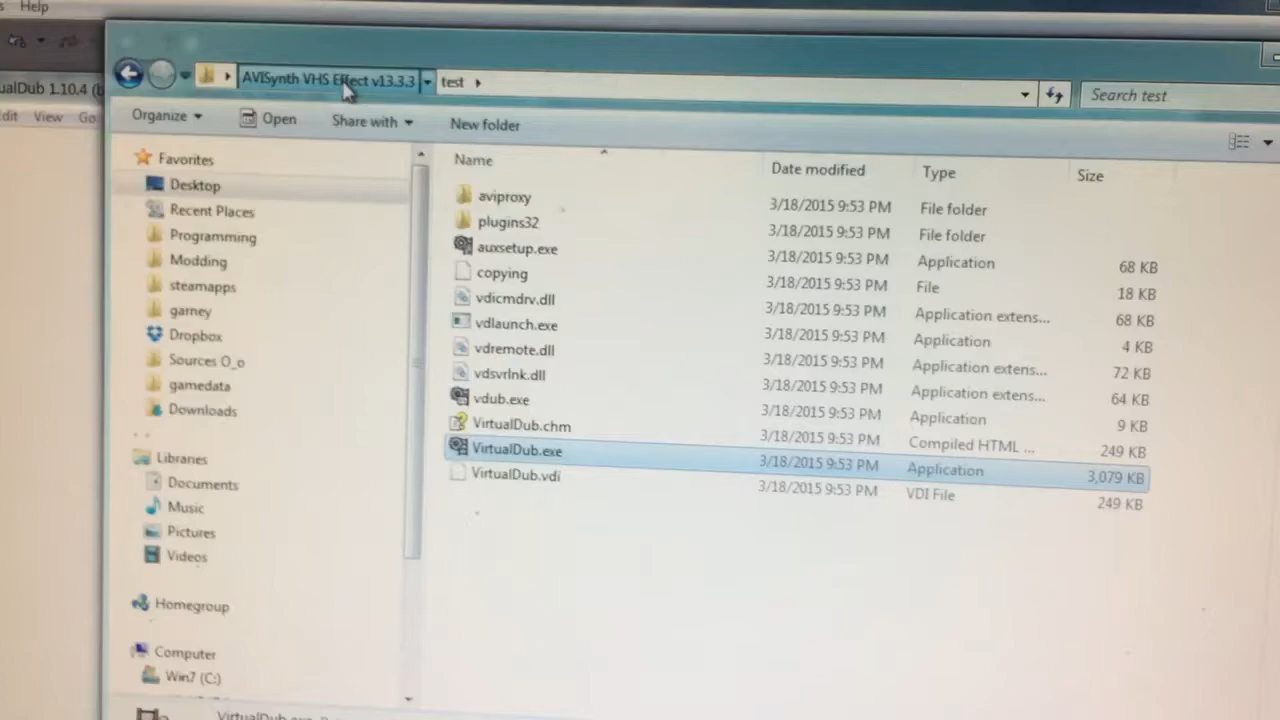 Help
AVISynth VHS Effect v13.3.3 test
Search test
ualDub 1.10.4 (b
dit View Go
Organize Open Share with New folder
Name Date modified Type Size
Favorites
Desktop
Recent Places
Programming
Modding
steamapps
garney
Dropbox
Sources O_o
gamedata
Downloads
Libraries
Documents
Music
Pictures
Videos
Homegroup
Computer
Win7 (C:)
aviproxy 3/18/2015 9:53 PM File folder
plugins32 3/18/2015 9:53 PM File folder
auxsetup.exe 3/18/2015 9:53 PM Application 68 KB
copying 3/18/2015 9:53 PM File 18 KB
vdicmdrv.dll 3/18/2015 9:53 PM Application extens... 68 KB
vdlaunch.exe 3/18/2015 9:53 PM Application 4 KB
vdremote.dll 3/18/2015 9:53 PM Application extens... 72 KB
vdsvrlnk.dll 3/18/2015 9:53 PM Application extens... 64 KB
vdub.exe 3/18/2015 9:53 PM Application 9 KB
VirtualDub.chm 3/18/2015 9:53 PM Compiled HTML ... 249 KB
VirtualDub.exe 3/18/2015 9:53 PM Application 3,079 KB
VirtualDub.vdi 3/18/2015 9:53 PM VDI File 249 KB
VirtualDub.exe